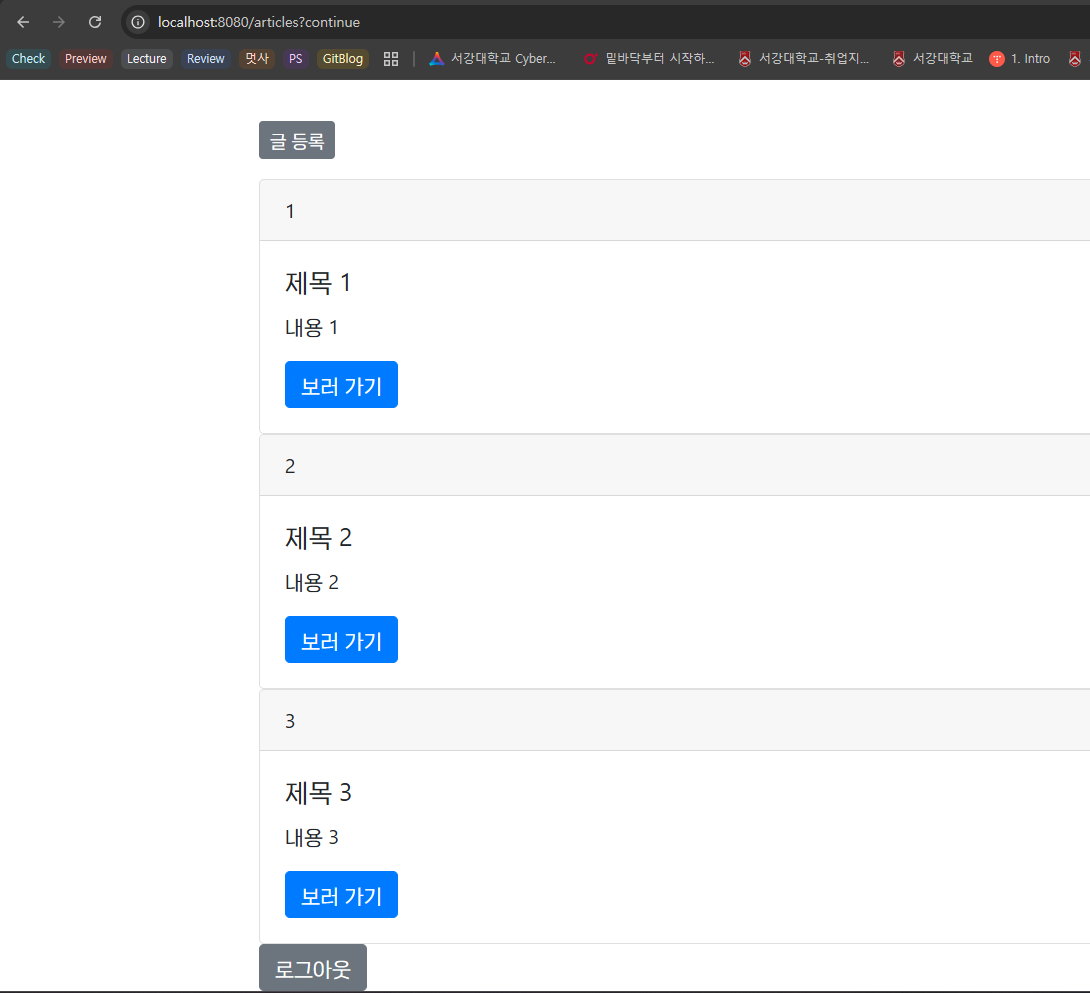 localhost:8080/articles?continue
Check Preview Lecture Review 멋사 PS GitBlog 서강대학교 Cyber... 밑바닥부터 시작하... 서강대학교-취업지... 서강대학교 1. Intro
글 등록
1
제목 1
내용 1
보러 가기
2
제목 2
내용 2
보러 가기
3
제목 3
내용 3
보러 가기
로그아웃